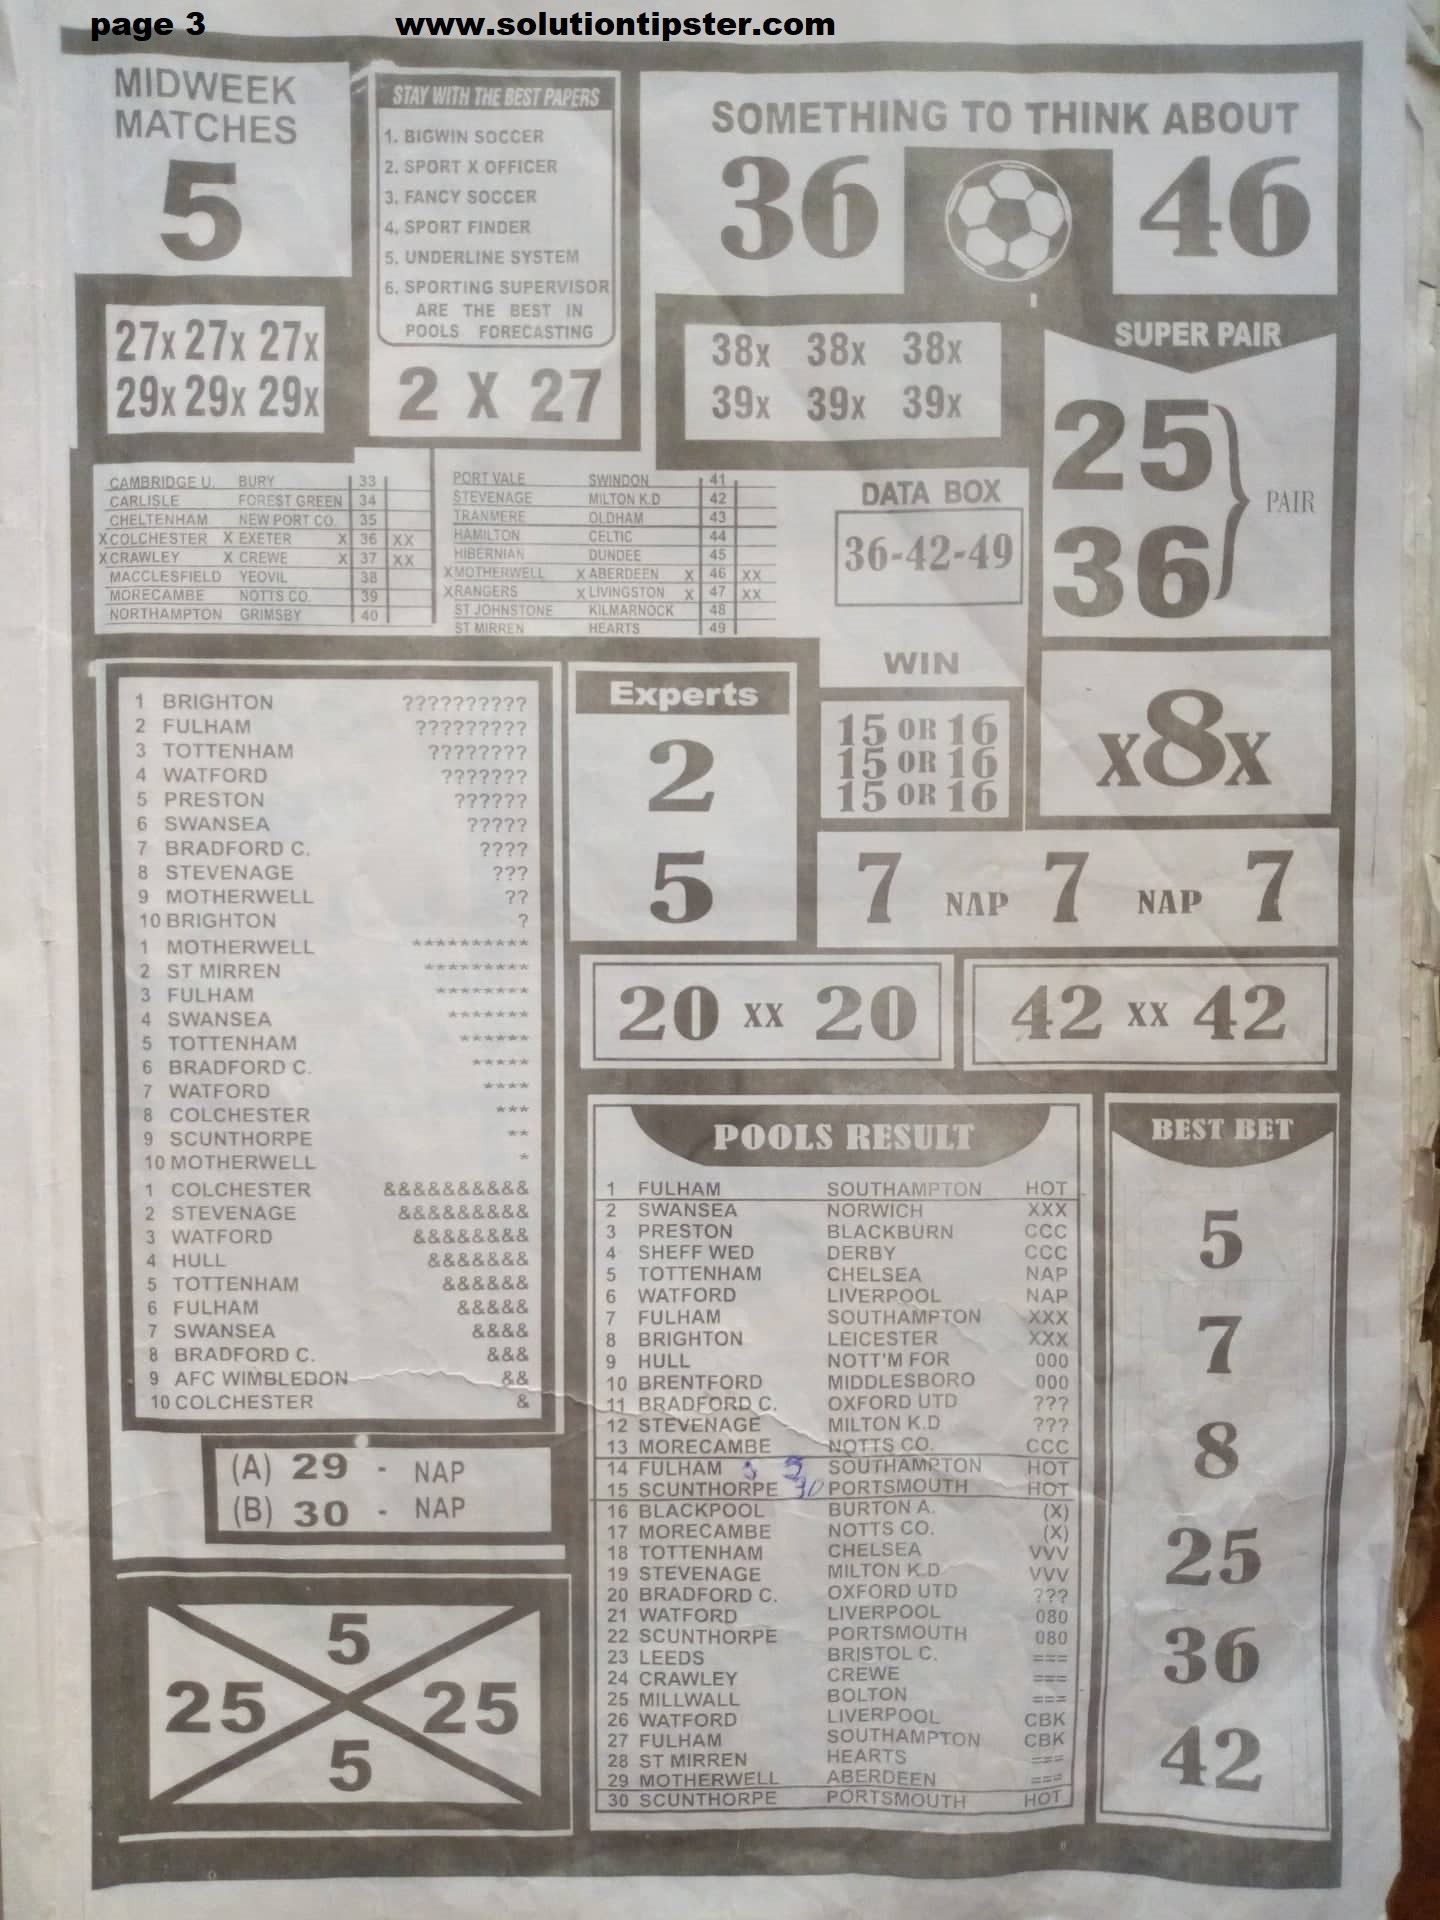 page 3
www.solutiontipster.com
MIDWEEK
MATCHES
5
STAY WITH THE BEST PAPERS
1. BIGWIN SOCCER
2. SPORT X OFFICER
3. FANCY SOCCER
4. SPORT FINDER
5. UNDERLINE SYSTEM
6. SPORTING SUPERVISOR
ARE THE BEST IN
POOLS FORECASTING
SOMETHING TO THINK ABOUT
36 46
27x 27x 27x
29x 29x 29x
2 X 27
38x 38x 38x
39x 39x 39x
SUPER PAIR
25
36
PAIR
CAMBRIDGE U. BURY 33
CARLISLE FOREST GREEN 34
CHELTENHAM NEW PORT CO. 35
X COLCHESTER X EXETER X 36 XX
X CRAWLEY X CREWE X 37 XX
MACCLESFIELD YEOVIL 38
MORECAMBE NOTTS CO. 39
NORTHAMPTON GRIMSBY 40
PORT VALE SWINDON 41
STEVENAGE MILTON K.D 42
TRANMERE OLDHAM 43
HAMILTON CELTIC 44
HIBERNIAN DUNDEE 45
X MOTHERWELL X ABERDEEN X 46 XX
X RANGERS X LIVINGSTON X 47 XX
ST JOHNSTONE KILMARNOCK 48
ST MIRREN HEARTS 49
DATA BOX
36-42-49
1 BRIGHTON ??????????
2 FULHAM ?????????
3 TOTTENHAM ????????
4 WATFORD ???????
5 PRESTON ??????
6 SWANSEA ?????
7 BRADFORD C. ????
8 STEVENAGE ???
9 MOTHERWELL ??
10 BRIGHTON ?
1 MOTHERWELL **********
2 ST MIRREN *********
3 FULHAM ********
4 SWANSEA *******
5 TOTTENHAM ******
6 BRADFORD C. *****
7 WATFORD ****
8 COLCHESTER ***
9 SCUNTHORPE **
10 MOTHERWELL *
1 COLCHESTER &&&&&&&&&&
2 STEVENAGE &&&&&&&&&
3 WATFORD &&&&&&&&
4 HULL &&&&&&&
5 TOTTENHAM &&&&&&
6 FULHAM &&&&&
7 SWANSEA &&&&
8 BRADFORD C. &&&
9 AFC WIMBLEDON &&
10 COLCHESTER &
Experts
2
5
WIN
15 OR 16
15 OR 16
15 OR 16
x8x
7 NAP 7 NAP 7
20 xx 20
42 xx 42
POOLS RESULT
1 FULHAM SOUTHAMPTON HOT
2 SWANSEA NORWICH XXX
3 PRESTON BLACKBURN CCC
4 SHEFF WED DERBY CCC
5 TOTTENHAM CHELSEA NAP
6 WATFORD LIVERPOOL NAP
7 FULHAM SOUTHAMPTON XXX
8 BRIGHTON LEICESTER XXX
9 HULL NOTT'M FOR 000
10 BRENTFORD MIDDLESBORO 000
11 BRADFORD C. OXFORD UTD ???
12 STEVENAGE MILTON K.D ???
13 MORECAMBE NOTTS CO. CCC
14 FULHAM SOUTHAMPTON HOT
15 SCUNTHORPE 30 PORTSMOUTH HOT
16 BLACKPOOL BURTON A. (X)
17 MORECAMBE NOTTS CO. (X)
18 TOTTENHAM CHELSEA VVV
19 STEVENAGE MILTON K.D VVV
20 BRADFORD C. OXFORD UTD ???
21 WATFORD LIVERPOOL 080
22 SCUNTHORPE PORTSMOUTH 080
23 LEEDS BRISTOL C. ===
24 CRAWLEY CREWE ===
25 MILLWALL BOLTON ===
26 WATFORD LIVERPOOL CBK
27 FULHAM SOUTHAMPTON CBK
28 ST MIRREN HEARTS ===
29 MOTHERWELL ABERDEEN ===
30 SCUNTHORPE PORTSMOUTH HOT
BEST BET
5
7
8
25
36
42
(A) 29 - NAP
(B) 30 - NAP
5
25 25
5